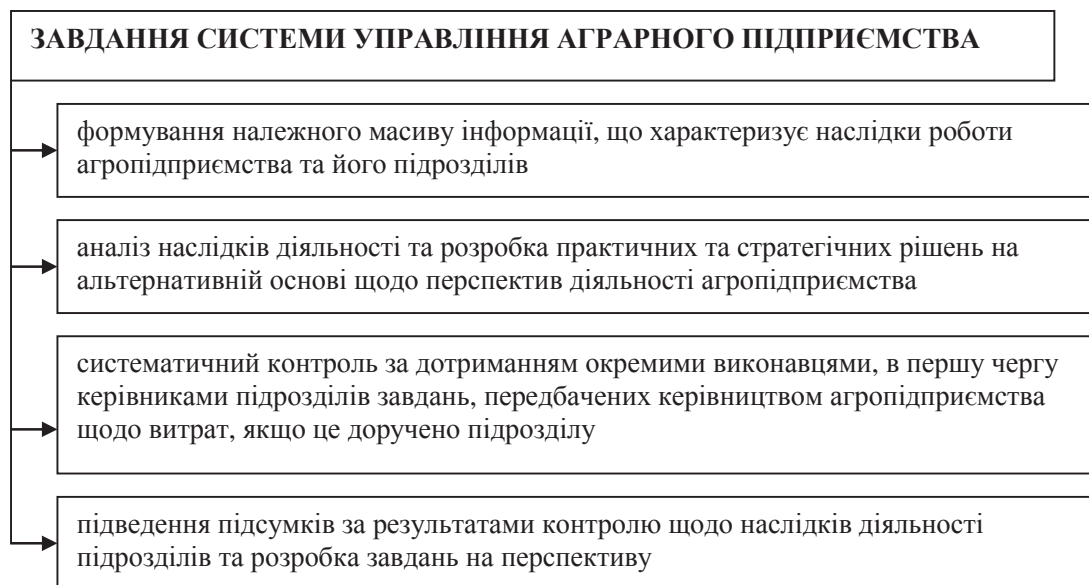 ЗАВДАННЯ СИСТЕМИ УПРАВЛІННЯ АГРАРНОГО ПІДПРИЄМСТВА
формування належного масиву інформації, що характеризує наслідки роботи
агропідприємства та його підрозділів
аналіз наслідків діяльності та розробка практичних та стратегічних рішень на
альтернативній основі щодо перспектив діяльності агропідприємства
систематичний контроль за дотриманням окремими виконавцями, в першу чергу
керівниками підрозділів завдань, передбачених керівництвом агропідприємства
щодо витрат, якщо це доручено підрозділу
підведення підсумків за результатами контролю щодо наслідків діяльності
підрозділів та розробка завдань на перспективу